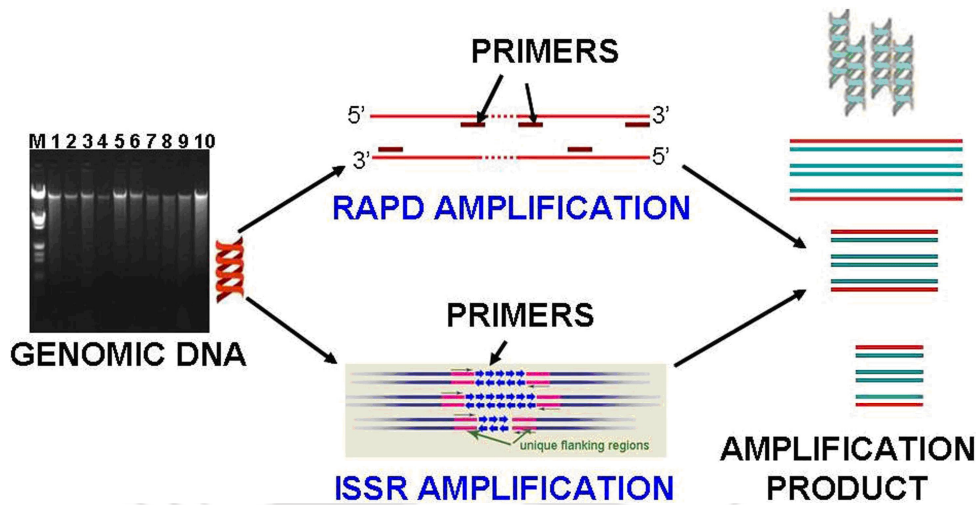 PRIMERS
5’ 3’
3’ 5’
RAPD AMPLIFICATION
M 1 2 3 4 5 6 7 8 9 10
GENOMIC DNA
PRIMERS
unique flanking regions
ISSR AMPLIFICATION
AMPLIFICATION
PRODUCT